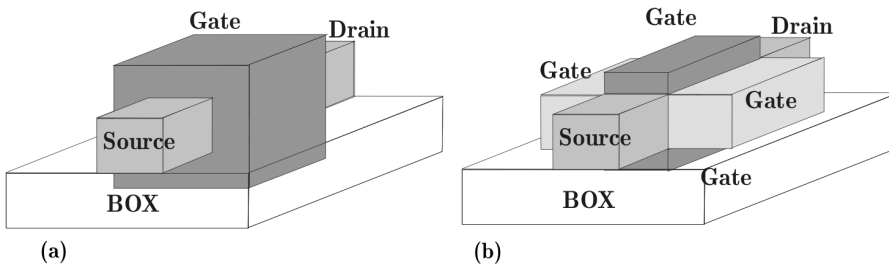 Gate
Drain
Source
BOX
(a)
Gate
Drain
Gate
Gate
Source
Gate
BOX
(b)